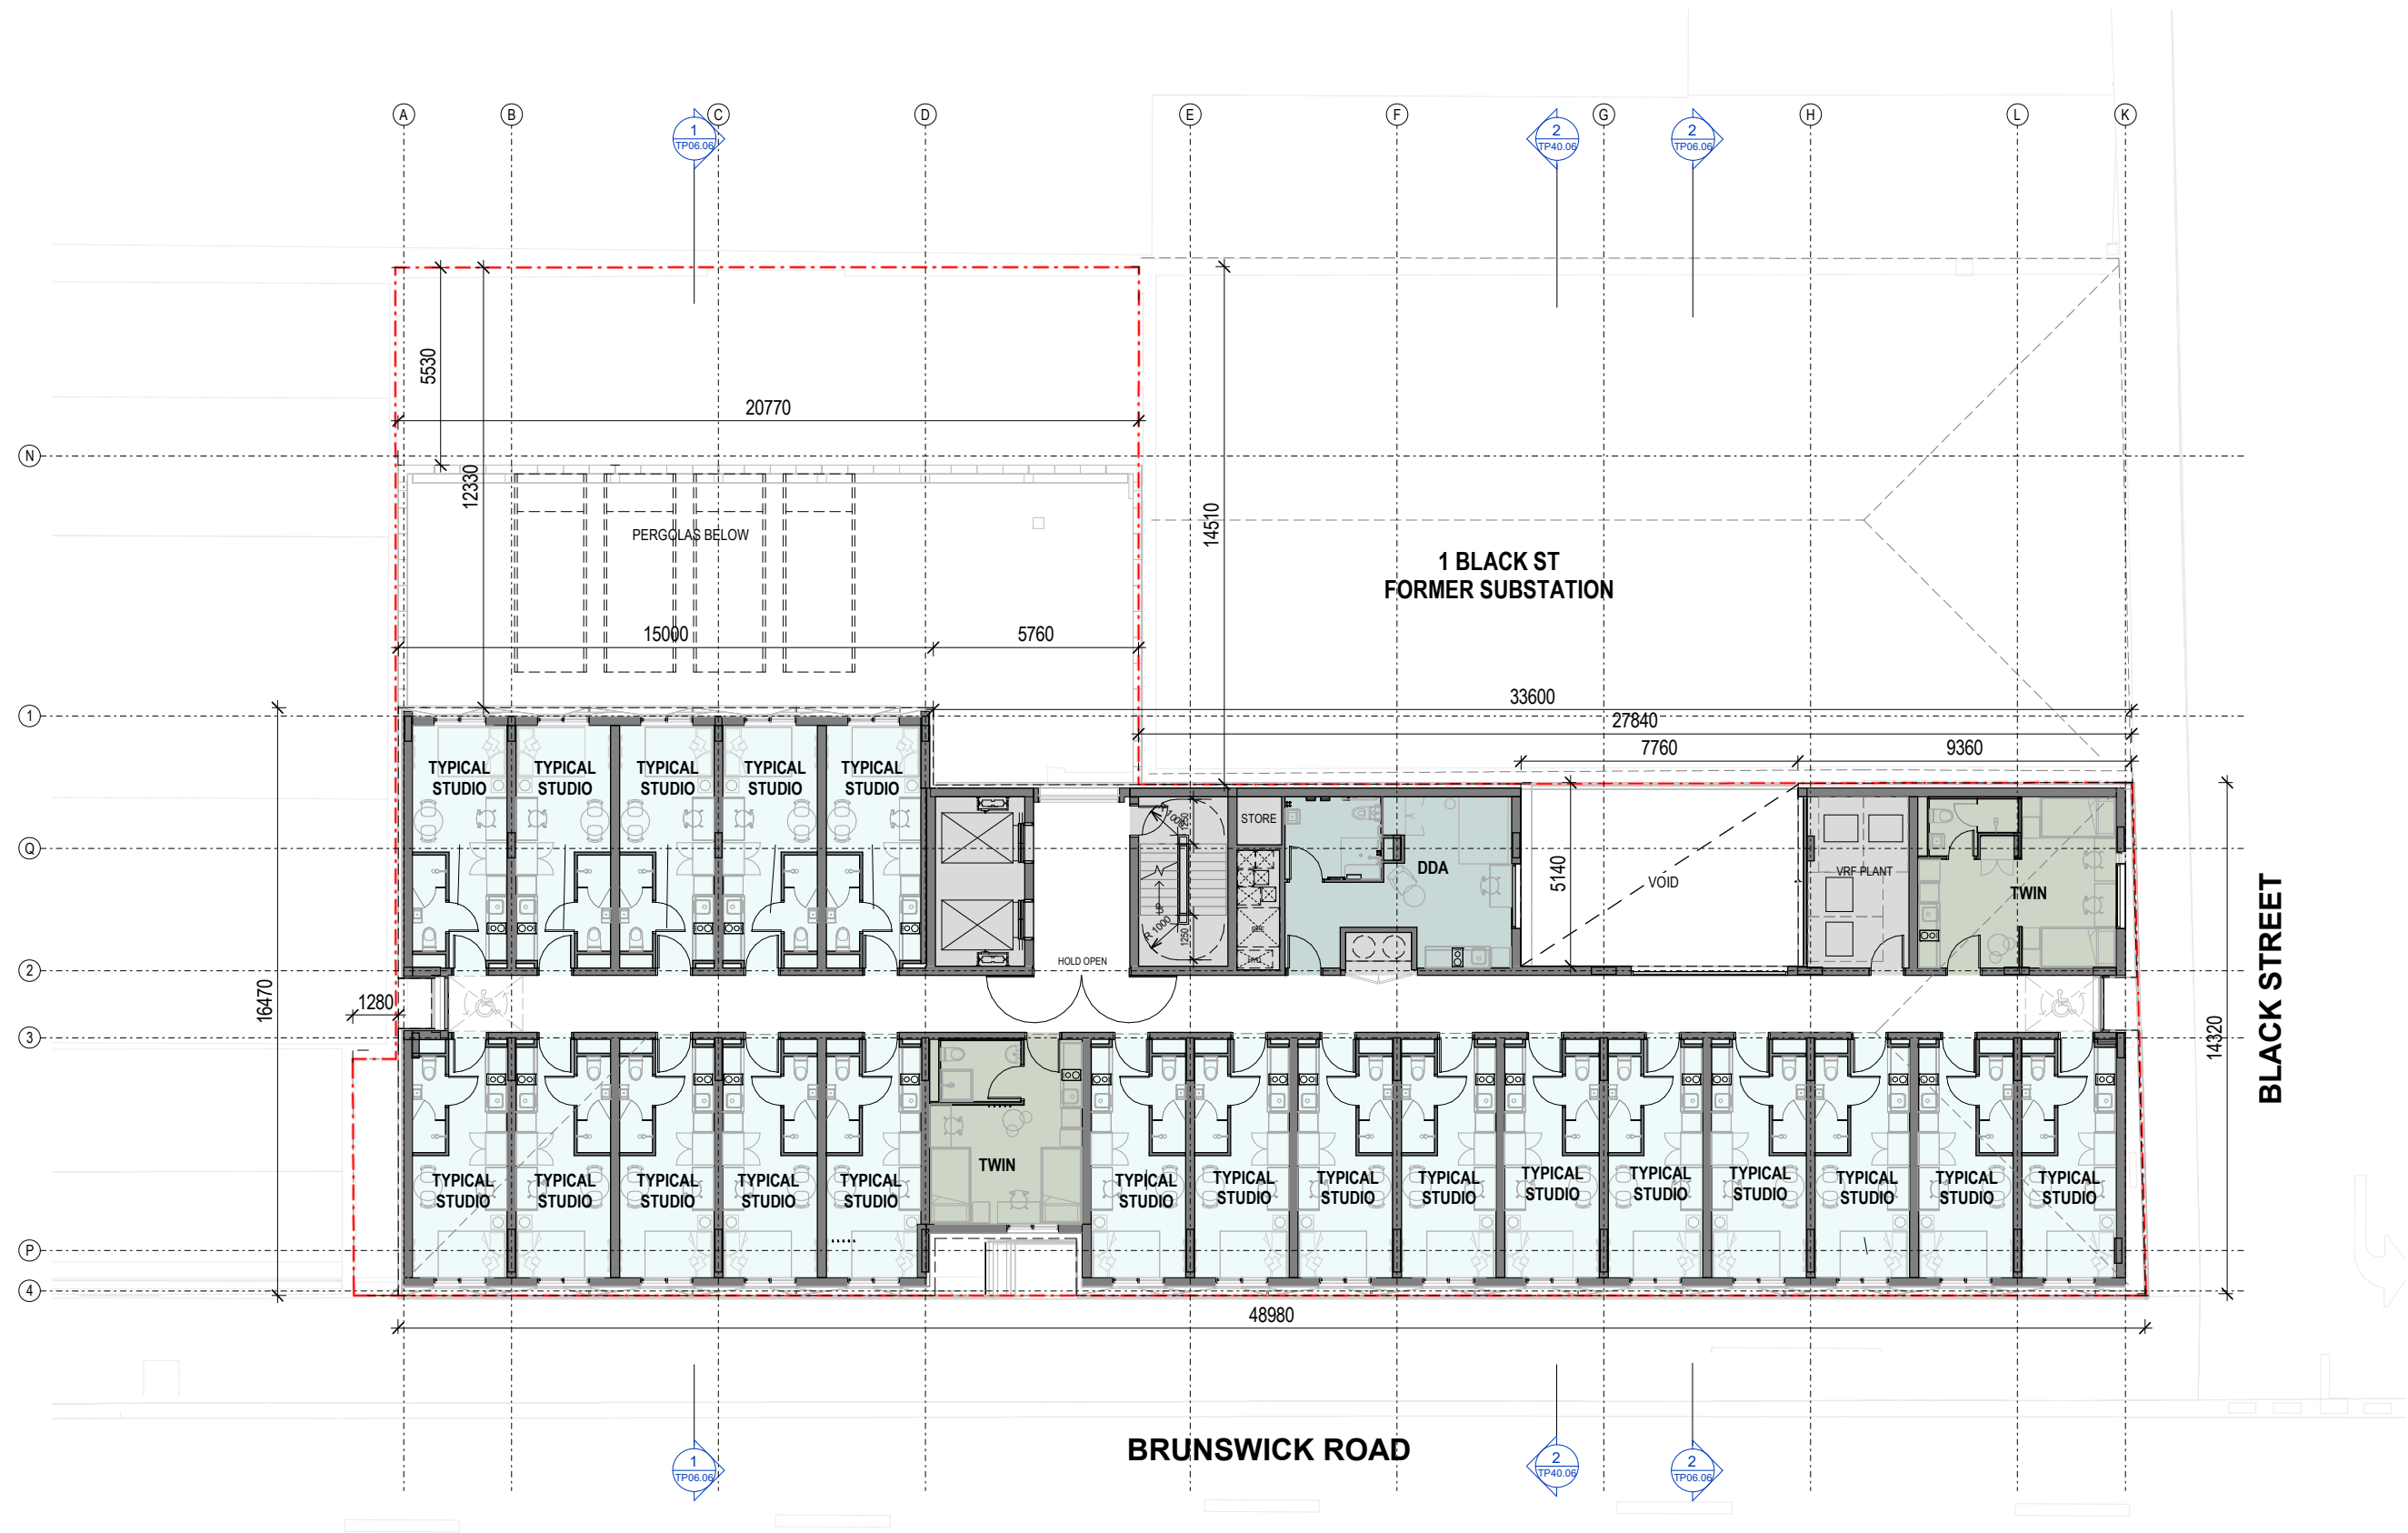 A
B
C
D
E
F
G
H
L
K
1
TP06.06
2
TP40.06
2
TP06.06
5530
20770
N
12330
14510
PERGOLAS BELOW
1 BLACK ST
FORMER SUBSTATION
15000
5760
33600
27840
7760
9360
1
TYPICAL
STUDIO
TYPICAL
STUDIO
TYPICAL
STUDIO
TYPICAL
STUDIO
TYPICAL
STUDIO
STORE
1250
Q
DDA
5140
VOID
VRF PLANT
TWIN
UP
R 1000
1250
HOLD OPEN
2
16470
1280
3
14320
BLACK STREET
TWIN
TYPICAL
STUDIO
TYPICAL
STUDIO
TYPICAL
STUDIO
TYPICAL
STUDIO
TYPICAL
STUDIO
TYPICAL
STUDIO
TYPICAL
STUDIO
TYPICAL
STUDIO
TYPICAL
STUDIO
TYPICAL
STUDIO
TYPICAL
STUDIO
TYPICAL
STUDIO
TYPICAL
STUDIO
TYPICAL
STUDIO
TYPICAL
STUDIO
P
4
48980
BRUNSWICK ROAD
1
TP06.06
2
TP40.06
2
TP06.06